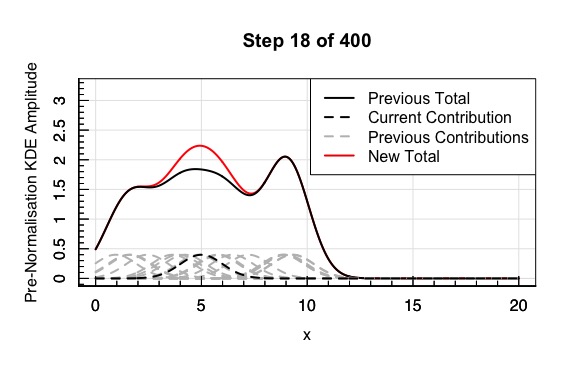 Step 18 of 400
Previous Total
Current Contribution
Previous Contributions
New Total
Pre-Normalisation KDE Amplitude
3
2.5
2
1.5
1
0.5
0
0 5 10 15 20
x